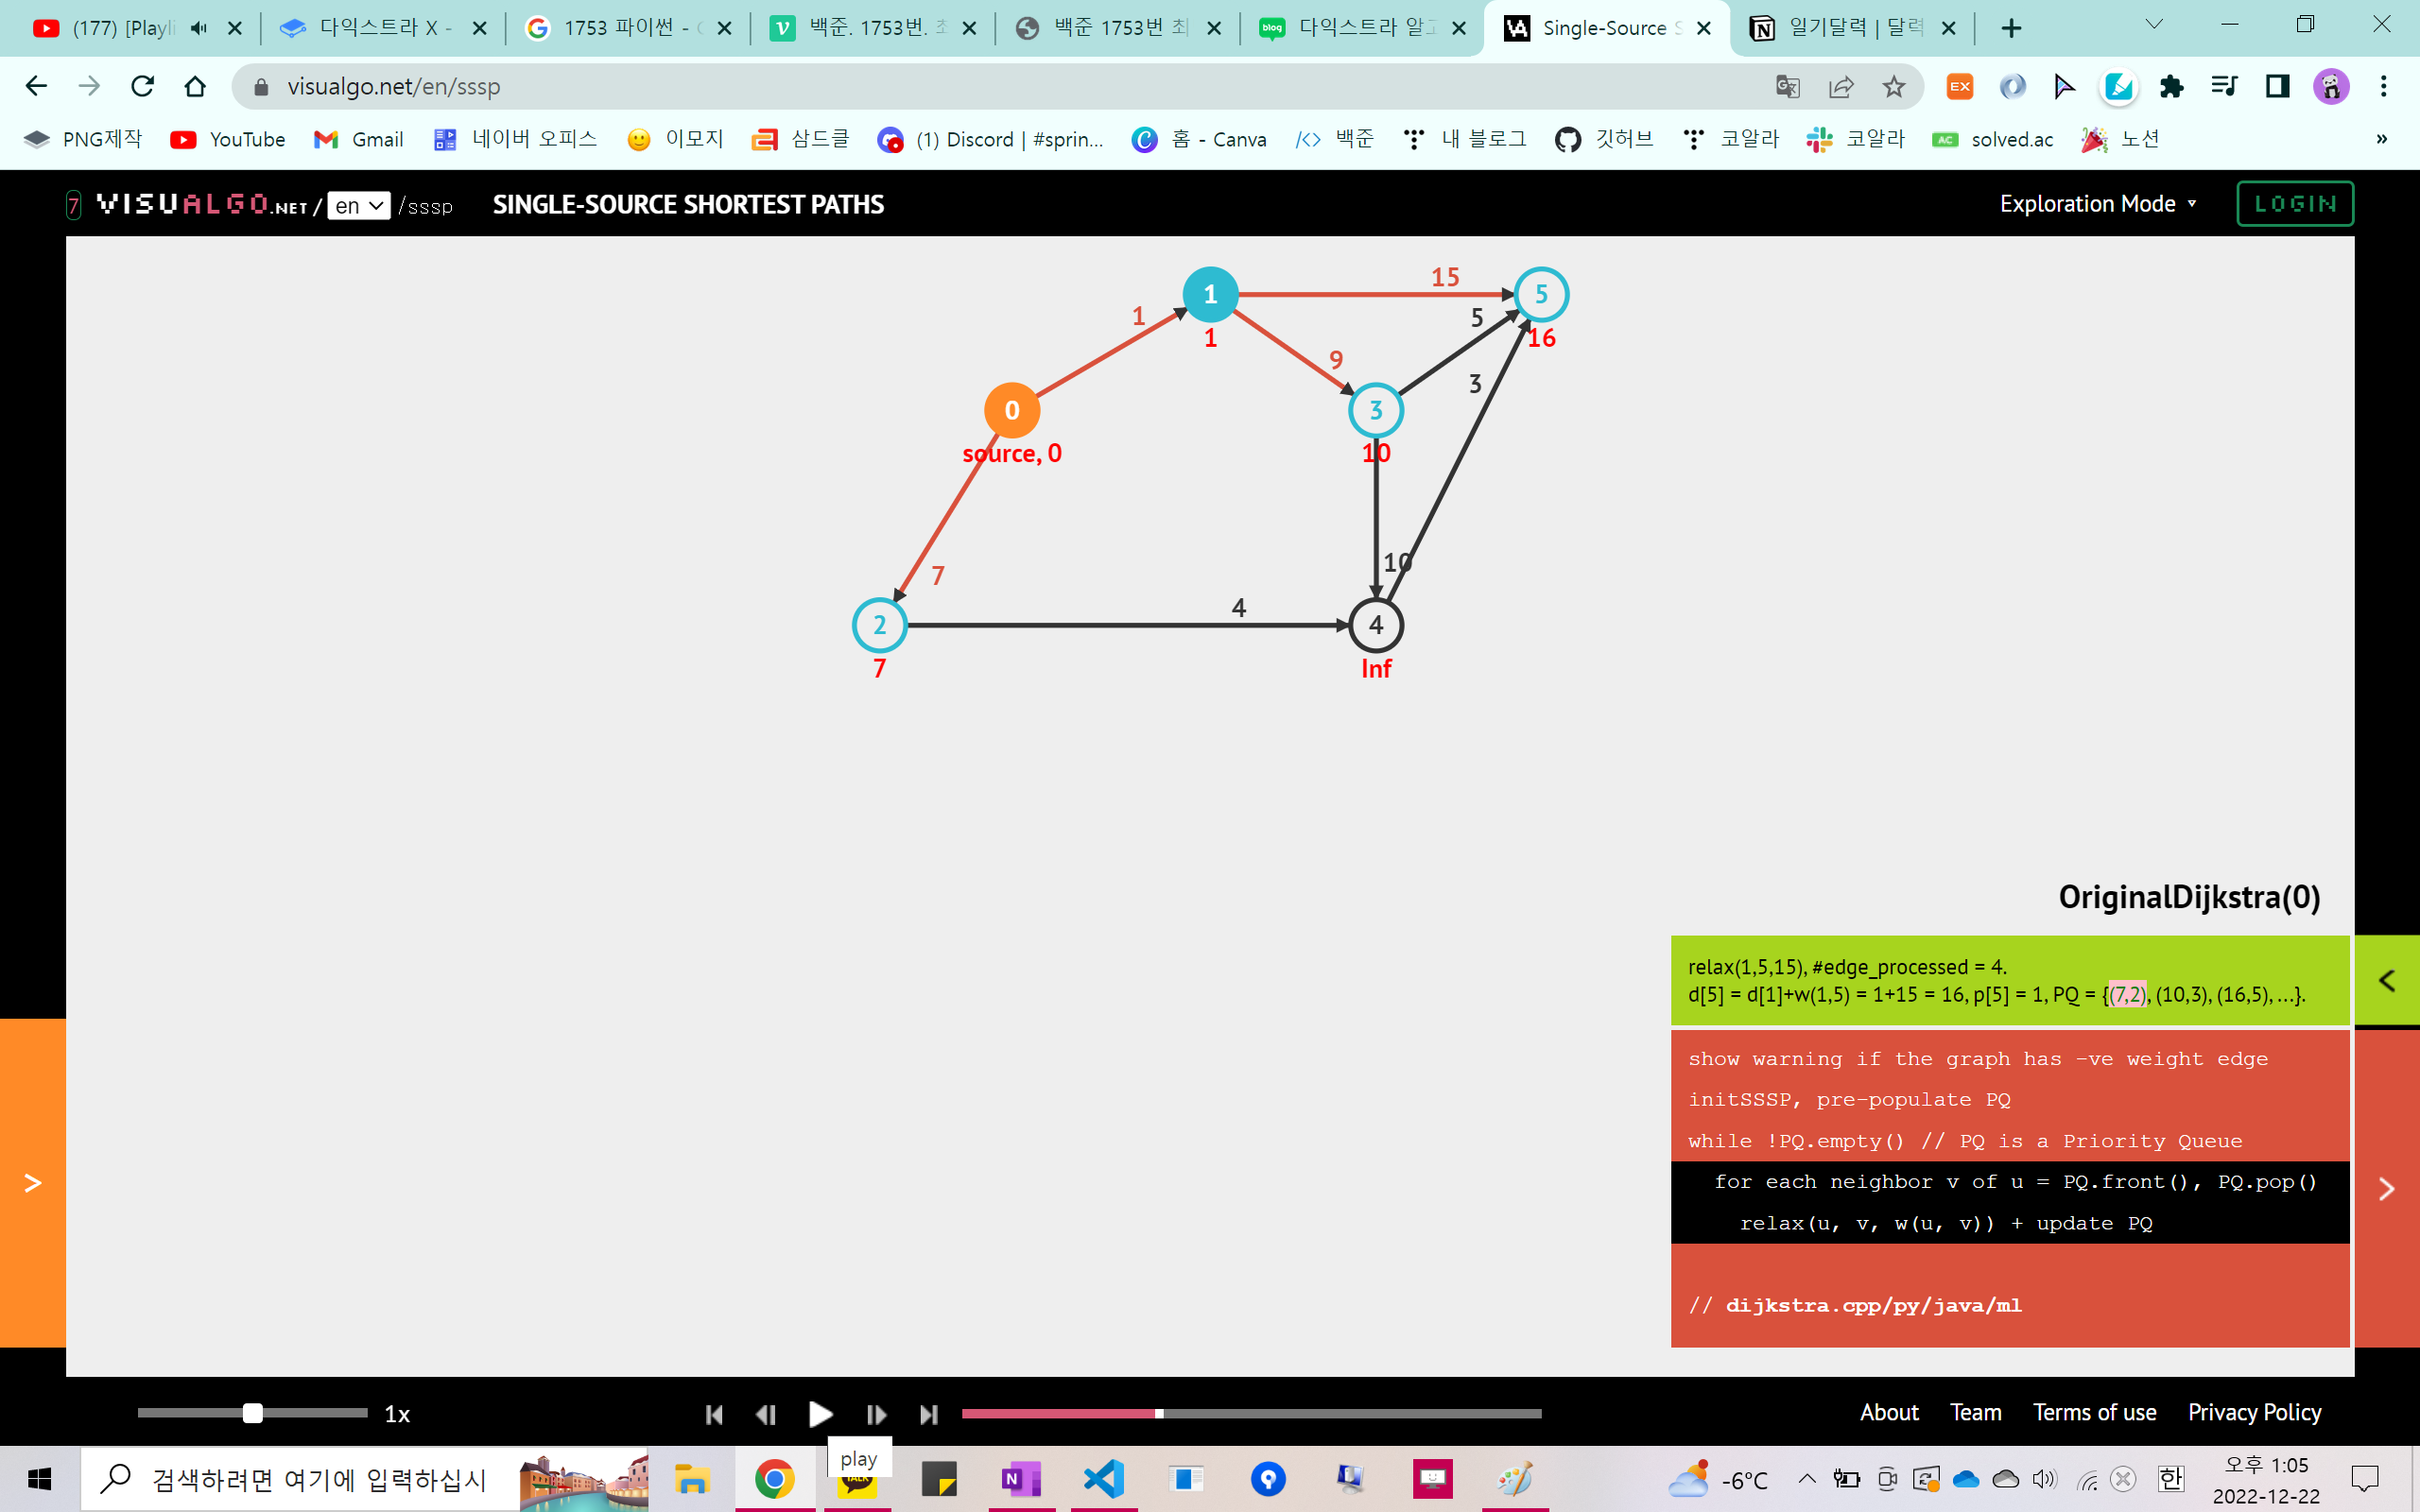 (177) [Playli
다익스트라 X -
1753 파이썬 - G
백준. 1753번. 최
백준 1753번 최
다익스트라 알고
Single-Source S
일기달력 | 달력
visualgo.net/en/sssp
PNG제작
YouTube
Gmail
네이버 오피스
이모지
삼드클
(1) Discord | #sprin...
홈 - Canva
백준
내 블로그
깃허브
코알라
코알라
solved.ac
노션
»
7 VISUALGO.NET / en /sssp
SINGLE-SOURCE SHORTEST PATHS
Exploration Mode
LOGIN
1
5
15
1
16
1
5
9
3
0
3
source, 0
10
10
7
2
4
4
7
Inf
OriginalDijkstra(0)
relax(1,5,15), #edge_processed = 4.
d[5] = d[1]+w(1,5) = 1+15 = 16, p[5] = 1, PQ = {(7,2), (10,3), (16,5), ...}.
show warning if the graph has -ve weight edge
initSSSP, pre-populate PQ
while !PQ.empty() // PQ is a Priority Queue
for each neighbor v of u = PQ.front(), PQ.pop()
relax(u, v, w(u, v)) + update PQ
// dijkstra.cpp/py/java/ml
1x
About
Team
Terms of use
Privacy Policy
play
검색하려면 여기에 입력하십시
TALK
-6°C
한
오후 1:05
2022-12-22